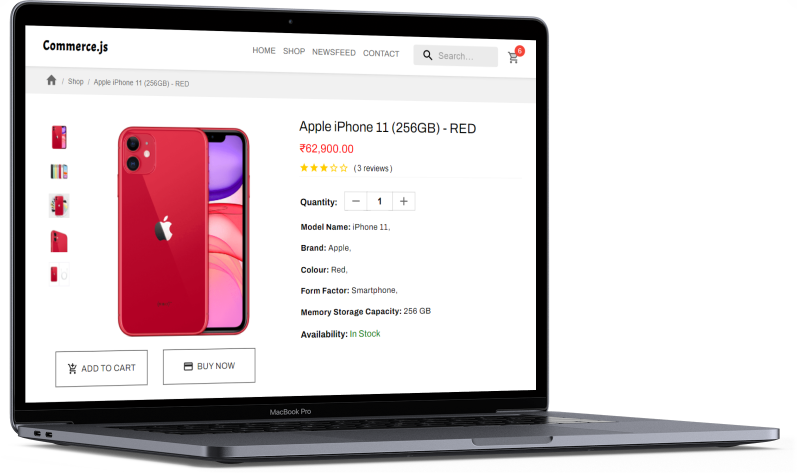 Commerce.js
HOME SHOP NEWSFEED CONTACT
Search...
6
/ Shop / Apple iPhone 11 (256GB) - RED
Apple iPhone 11 (256GB) - RED
₹62,900.00
(3 reviews)
Quantity: − 1 +
Model Name: iPhone 11,
Brand: Apple,
Colour: Red,
Form Factor: Smartphone,
Memory Storage Capacity: 256 GB
Availability: In Stock
ADD TO CART
BUY NOW
MacBook Pro